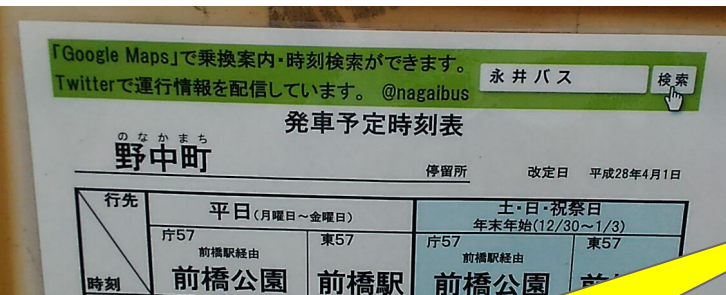 「Google Maps」で乗換案内・時刻検索ができます。
Twitterで運行情報を配信しています。 @nagaibus
永井バス 検索
発車予定時刻表
のなかまち
野中町 停留所 改定日 平成28年4月1日
行先 時刻
平日(月曜日～金曜日)
土・日・祝祭日
年末年始(12/30～1/3)
庁57 東57 庁57 東57
前橋駅経由 前橋駅経由
前橋公園 前橋駅 前橋公園